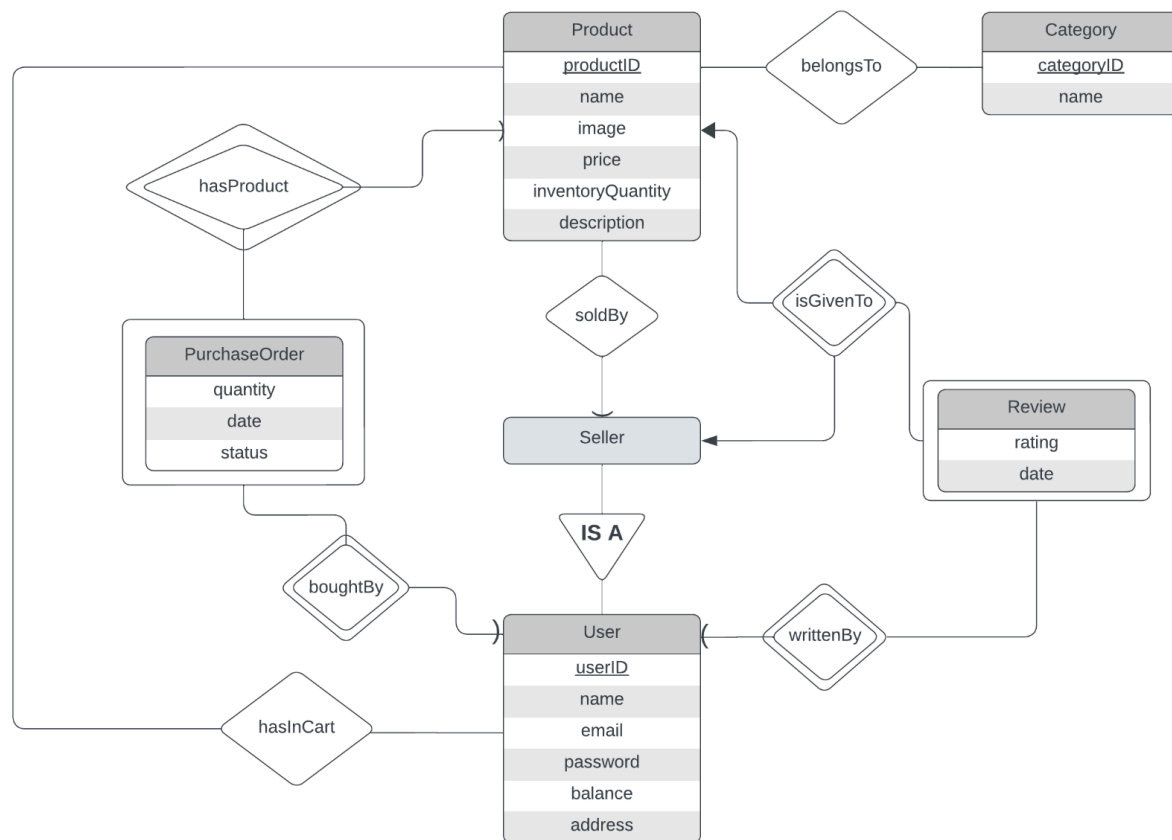 Product
productID
name
image
price
inventoryQuantity
description
belongsTo
Category
categoryID
name
hasProduct
soldBy
isGivenTo
PurchaseOrder
quantity
date
status
Seller
Review
rating
date
IS A
boughtBy
writtenBy
User
userID
name
email
password
balance
address
hasInCart